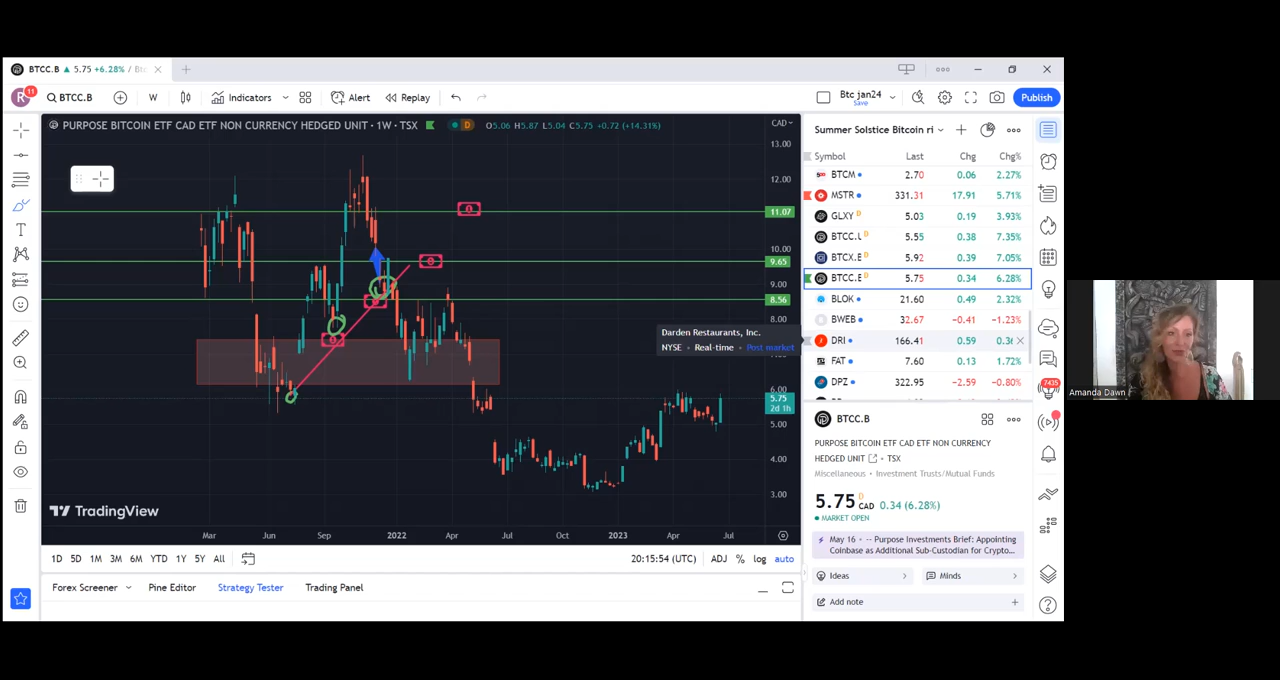 BTCC.B ▲ 5.75 +6.28% / Bt
R 11 BTCC.B W Indicators Alert Replay Btc jan24 Save Publish
PURPOSE BITCOIN ETF CAD ETF NON CURRENCY HEDGED UNIT · 1W · TSX D O5.06 H5.87 L5.04 C5.75 +0.72 (+14.31%)
CAD
13.00
12.00
11.07
10.00
9.65
9.00
8.56
8.00
6.00
5.75
2d 1h
5.00
4.00
3.00
Darden Restaurants, Inc.
NYSE • Real-time • Post market
TradingView
Mar Jun Sep 2022 Apr Jul Oct 2023 Apr Jul
1D 5D 1M 3M 6M YTD 1Y 5Y All 20:15:54 (UTC) ADJ % log auto
Forex Screener Pine Editor Strategy Tester Trading Panel
Summer Solstice Bitcoin ri
Symbol Last Chg Chg%
BTCM 2.70 0.06 2.27%
MSTR 331.31 17.91 5.71%
GLXY D 5.03 0.19 3.93%
BTCC.U D 5.55 0.38 7.35%
BTCX.E D 5.92 0.39 7.05%
BTCC.E D 5.75 0.34 6.28%
BLOK 21.60 0.49 2.32%
BWEB 32.67 −0.41 −1.23%
DRI 166.41 0.59 0.36
FAT 7.60 0.13 1.72%
DPZ 322.95 −2.59 −0.80%
BTCC.B
PURPOSE BITCOIN ETF CAD ETF NON CURRENCY
HEDGED UNIT • TSX
Miscellaneous • Investment Trusts/Mutual Funds
5.75 D CAD 0.34 (6.28%)
MARKET OPEN
May 16 • -- Purpose Investments Brief: Appointing
Coinbase as Additional Sub-Custodian for Crypto...
Ideas Minds
Add note
7435
Amanda Dawn